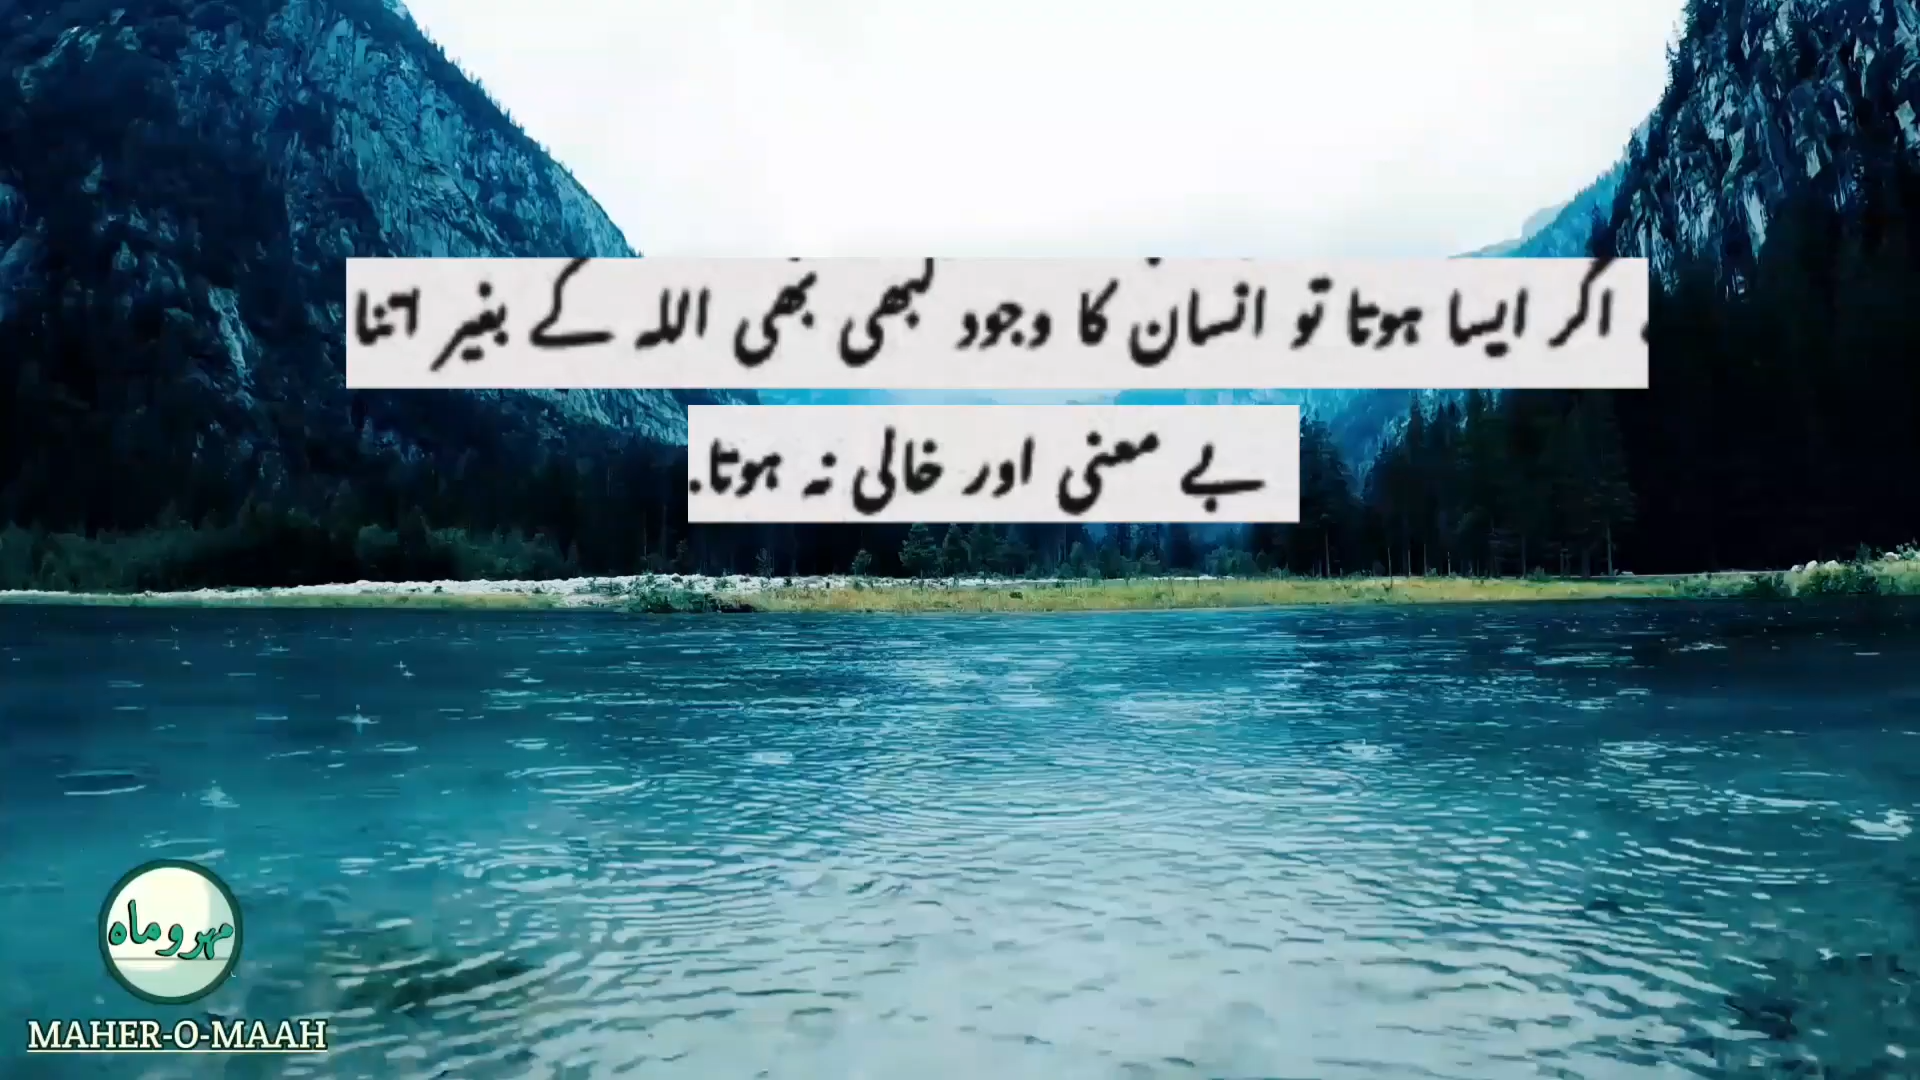 اگر ایسا ہوتا تو انسان کا وجود کبھی بھی اللہ کے بغیر اتنا
بے معنی اور خالی نہ ہوتا.
مہروماہ
MAHER-O-MAAH